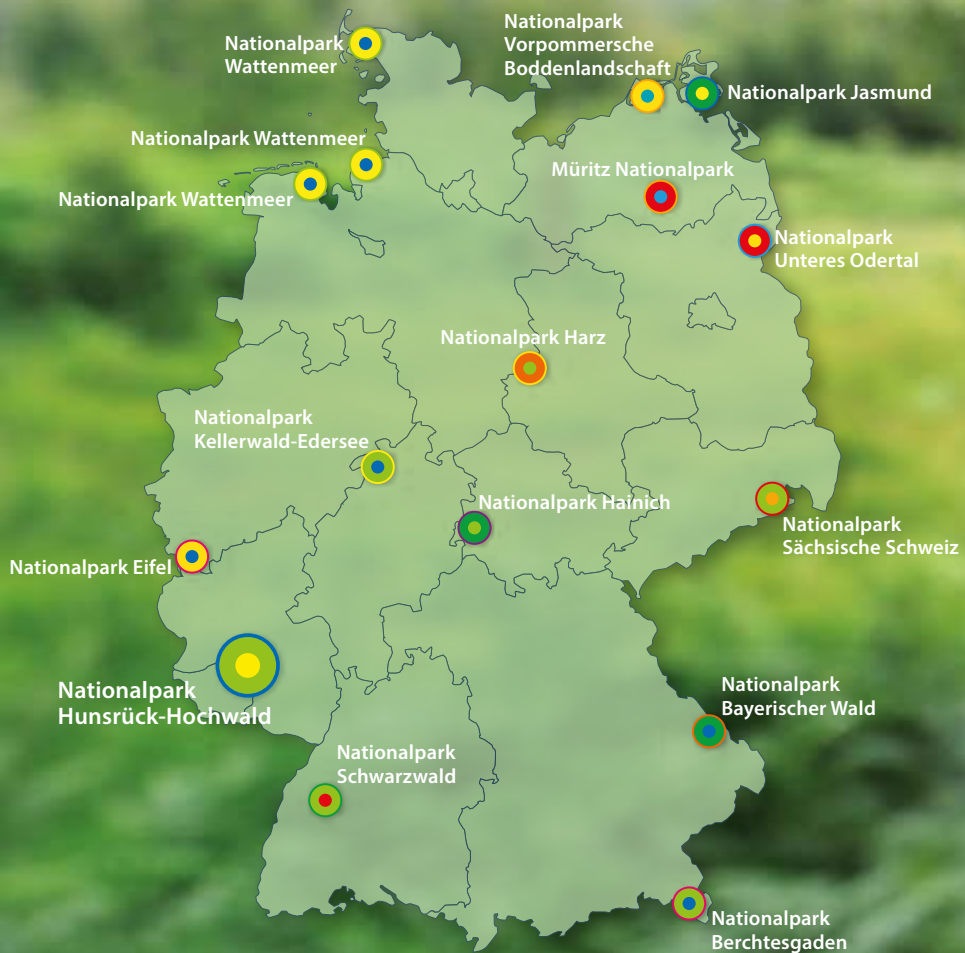 Nationalpark
Wattenmeer
Nationalpark
Vorpommersche
Boddenlandschaft
Nationalpark Jasmund
Nationalpark Wattenmeer
Nationalpark Wattenmeer
Müritz Nationalpark
Nationalpark
Unteres Odertal
Nationalpark Harz
Nationalpark
Kellerwald-Edersee
Nationalpark Hainich
Nationalpark
Sächsische Schweiz
Nationalpark Eifel
Nationalpark
Hunsrück-Hochwald
Nationalpark
Bayerischer Wald
Nationalpark
Schwarzwald
Nationalpark
Berchtesgaden